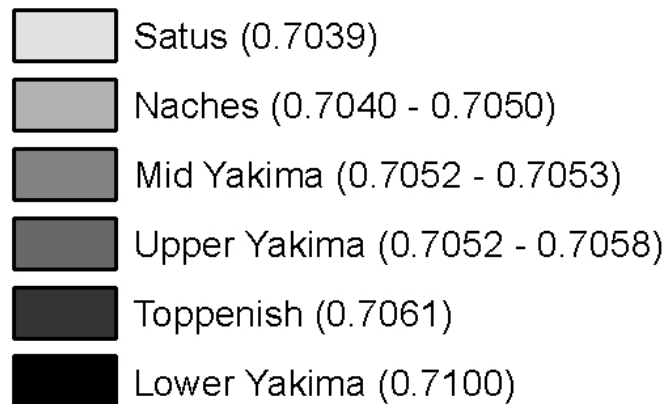 Satus (0.7039)
Naches (0.7040 - 0.7050)
Mid Yakima (0.7052 - 0.7053)
Upper Yakima (0.7052 - 0.7058)
Toppenish (0.7061)
Lower Yakima (0.7100)